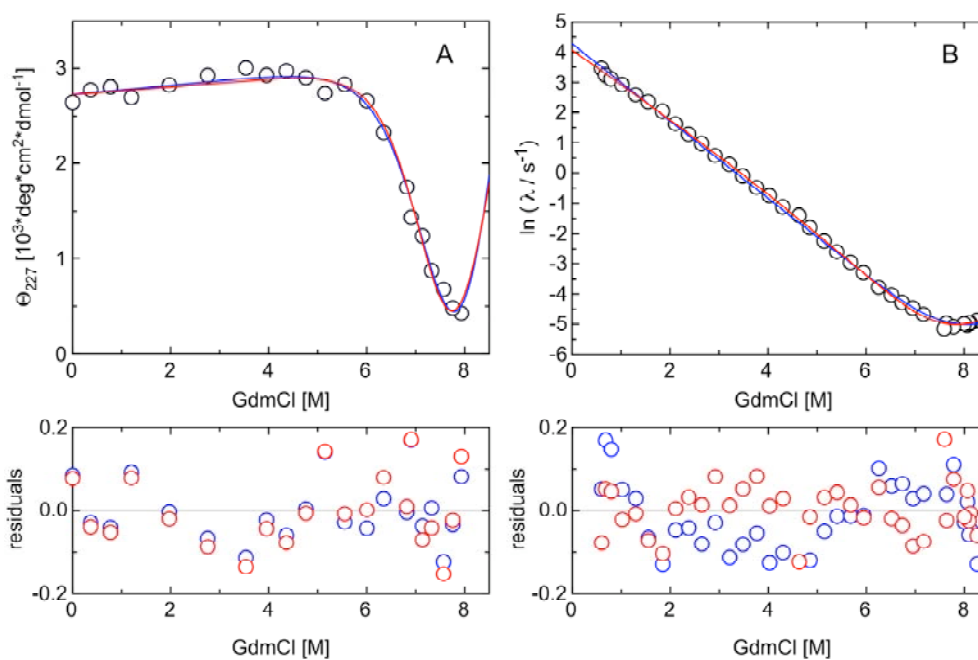 A
Θ227 [10³*deg*cm²*dmol-1]
3
2
1
0
0 2 4 6 8
GdmCl [M]
B
ln ( λ / s-1)
5
4
3
2
1
0
-1
-2
-3
-4
-5
-6
0 2 4 6 8
GdmCl [M]
residuals
0.2
0.0
-0.2
0 2 4 6 8
GdmCl [M]
residuals
0.2
0.0
-0.2
0 2 4 6 8
GdmCl [M]